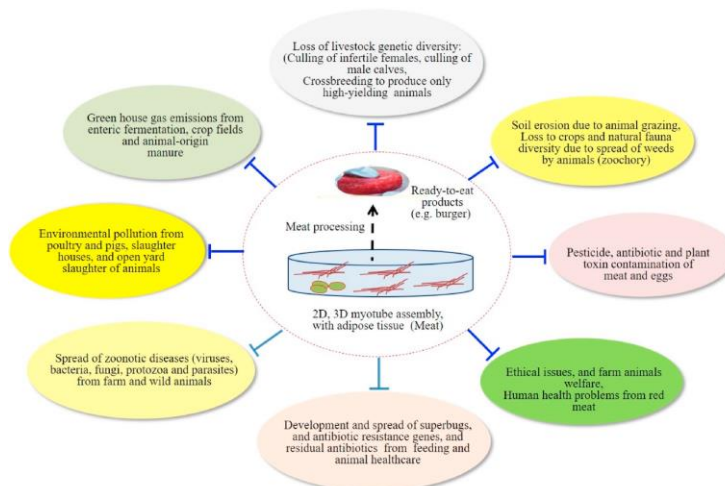 Loss of livestock genetic diversity:
(Culling of infertile females, culling of
male calves,
Crossbreeding to produce only
high-yielding animals
Green house gas emissions from
enteric fermentation, crop fields
and animal-origin
manure
Soil erosion due to animal grazing,
Loss to crops and natural fauna
diversity due to spread of weeds
by animals (zoochory)
Ready-to-eat
products
(e.g. burger)
Meat processing
Environmental pollution from
poultry and pigs, slaughter
houses, and open yard
slaughter of animals
Pesticide, antibiotic and plant
toxin contamination of
meat and eggs
2D, 3D myotube assembly,
with adipose tissue (Meat)
Spread of zoonotic diseases (viruses,
bacteria, fungi, protozoa and parasites)
from farm and wild animals
Ethical issues, and farm animals
welfare,
Human health problems from red
meat
Development and spread of superbugs,
and antibiotic resistance genes, and
residual antibiotics from feeding and
animal healthcare